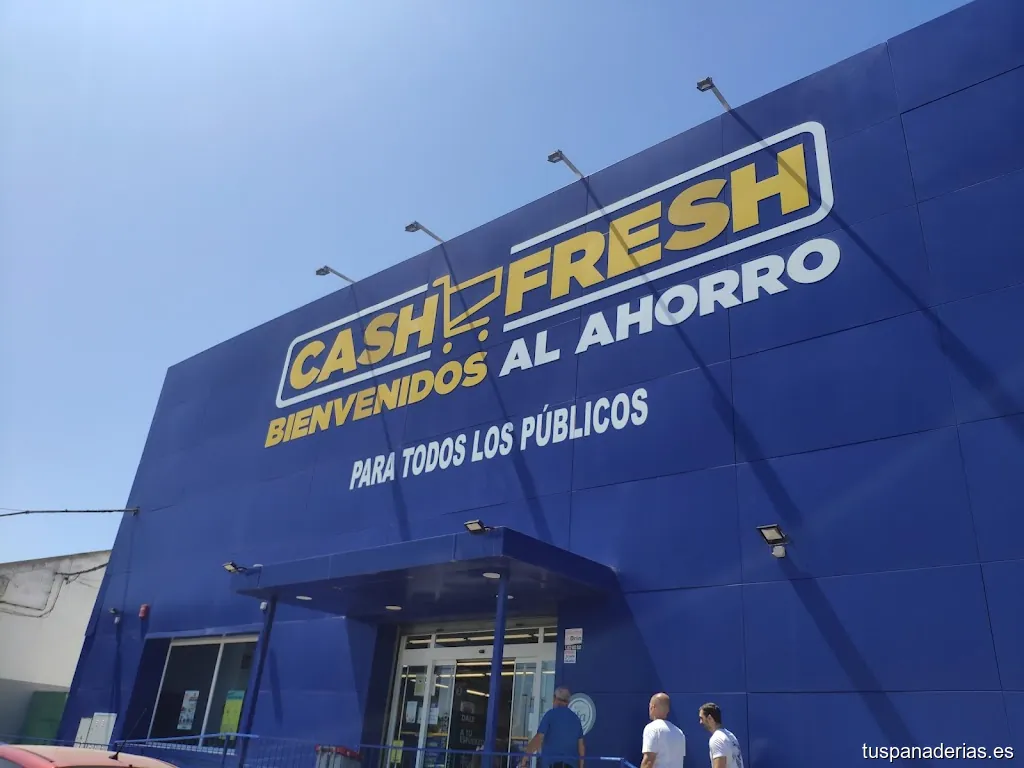 CASH FRESH
BIENVENIDOS AL AHORRO
PARA TODOS LOS PÚBLICOS
tuspanaderias.es